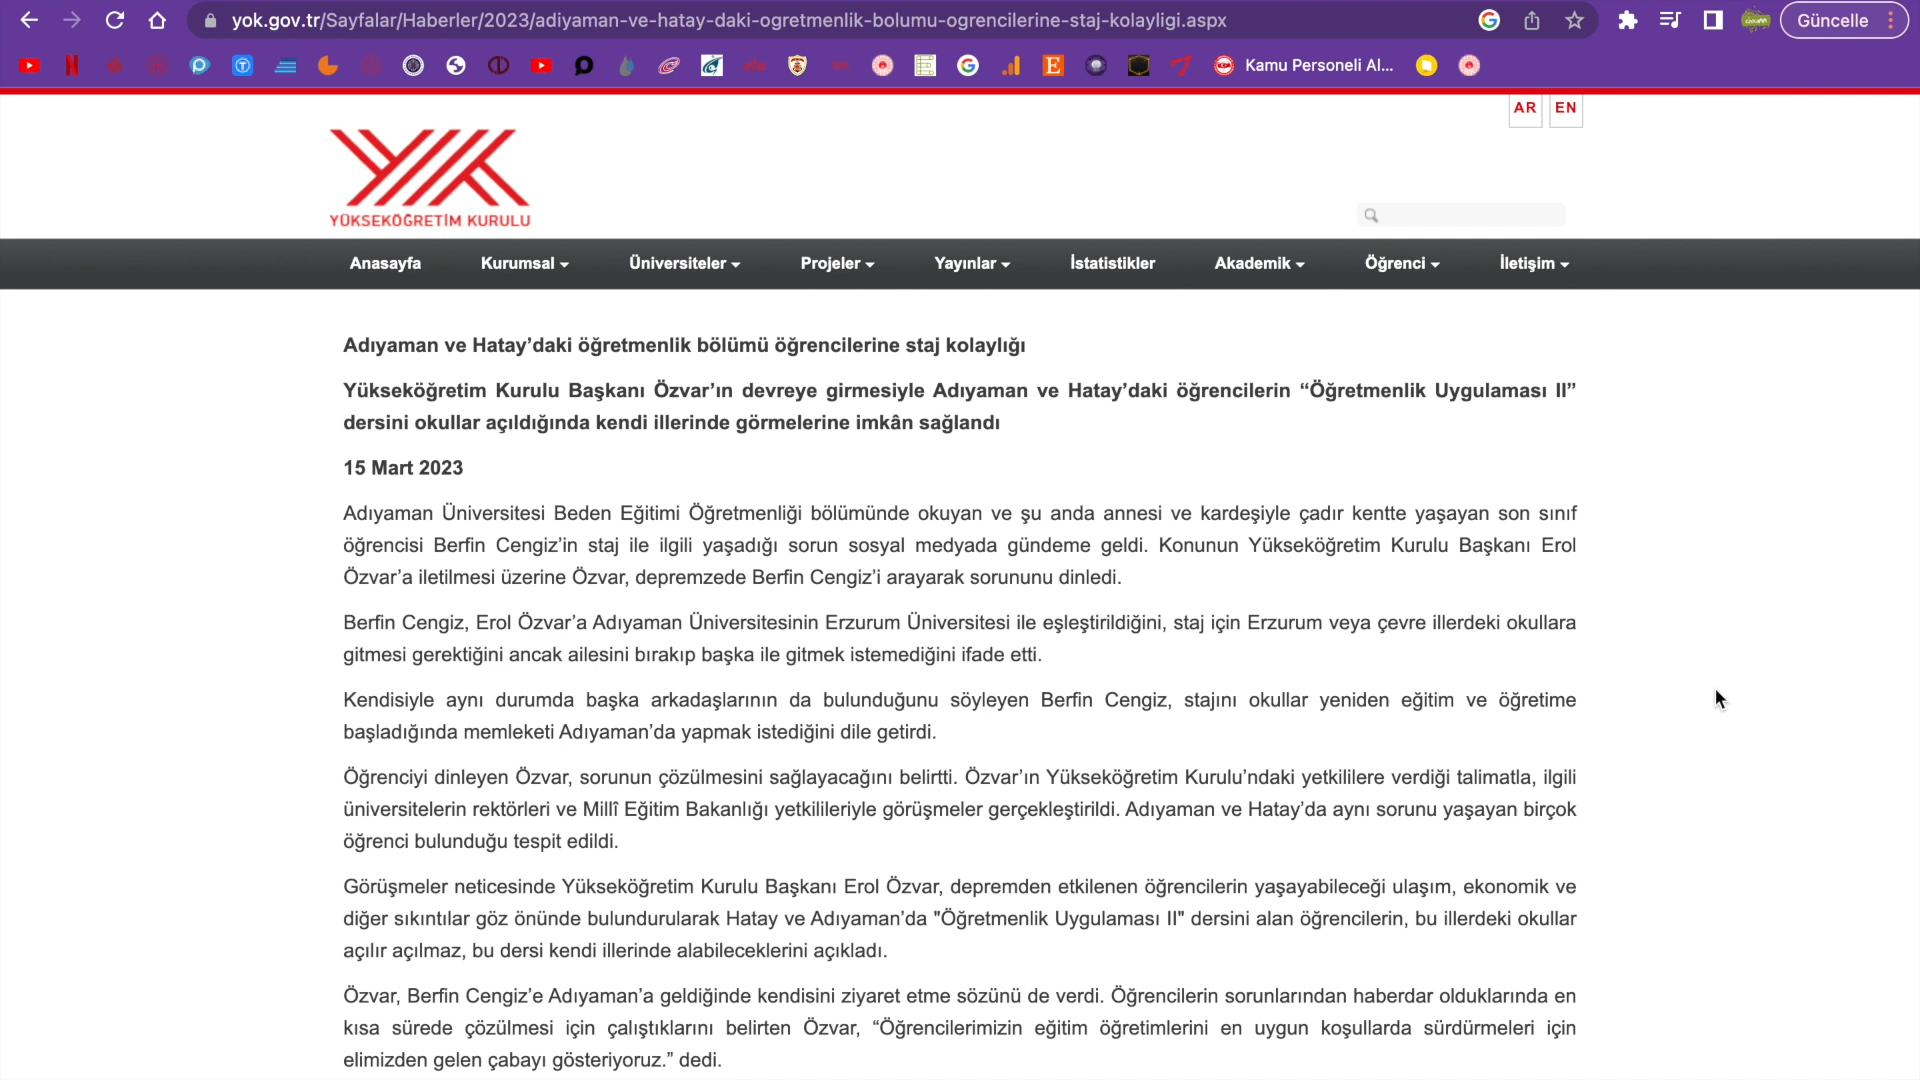 yok.gov.tr/Sayfalar/Haberler/2023/adiyaman-ve-hatay-daki-ogretmenlik-bolumu-ogrencilerine-staj-kolayligi.aspx
Güncelle
Kamu Personeli Al...
AR EN
YÜKSEKÖĞRETİM KURULU
Anasayfa Kurumsal Üniversiteler Projeler Yayınlar İstatistikler Akademik Öğrenci İletişim
Adıyaman ve Hatay’daki öğretmenlik bölümü öğrencilerine staj kolaylığı
Yükseköğretim Kurulu Başkanı Özvar’ın devreye girmesiyle Adıyaman ve Hatay’daki öğrencilerin “Öğretmenlik Uygulaması II”
dersini okullar açıldığında kendi illerinde görmelerine imkân sağlandı
15 Mart 2023
Adıyaman Üniversitesi Beden Eğitimi Öğretmenliği bölümünde okuyan ve şu anda annesi ve kardeşiyle çadır kentte yaşayan son sınıf
öğrencisi Berfin Cengiz’in staj ile ilgili yaşadığı sorun sosyal medyada gündeme geldi. Konunun Yükseköğretim Kurulu Başkanı Erol
Özvar’a iletilmesi üzerine Özvar, depremzede Berfin Cengiz’i arayarak sorununu dinledi.
Berfin Cengiz, Erol Özvar’a Adıyaman Üniversitesinin Erzurum Üniversitesi ile eşleştirildiğini, staj için Erzurum veya çevre illerdeki okullara
gitmesi gerektiğini ancak ailesini bırakıp başka ile gitmek istemediğini ifade etti.
Kendisiyle aynı durumda başka arkadaşlarının da bulunduğunu söyleyen Berfin Cengiz, stajını okullar yeniden eğitim ve öğretime
başladığında memleketi Adıyaman’da yapmak istediğini dile getirdi.
Öğrenciyi dinleyen Özvar, sorunun çözülmesini sağlayacağını belirtti. Özvar’ın Yükseköğretim Kurulu’ndaki yetkililere verdiği talimatla, ilgili
üniversitelerin rektörleri ve Millî Eğitim Bakanlığı yetkilileriyle görüşmeler gerçekleştirildi. Adıyaman ve Hatay’da aynı sorunu yaşayan birçok
öğrenci bulunduğu tespit edildi.
Görüşmeler neticesinde Yükseköğretim Kurulu Başkanı Erol Özvar, depremden etkilenen öğrencilerin yaşayabileceği ulaşım, ekonomik ve
diğer sıkıntılar göz önünde bulundurularak Hatay ve Adıyaman’da "Öğretmenlik Uygulaması II" dersini alan öğrencilerin, bu illerdeki okullar
açılır açılmaz, bu dersi kendi illerinde alabileceklerini açıkladı.
Özvar, Berfin Cengiz’e Adıyaman’a geldiğinde kendisini ziyaret etme sözünü de verdi. Öğrencilerin sorunlarından haberdar olduklarında en
kısa sürede çözülmesi için çalıştıklarını belirten Özvar, “Öğrencilerimizin eğitim öğretimlerini en uygun koşullarda sürdürmeleri için
elimizden gelen çabayı gösteriyoruz.” dedi.